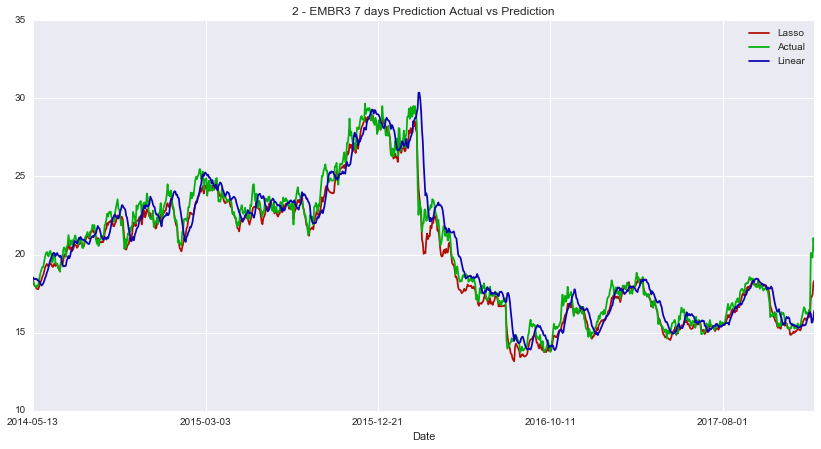 2 - EMBR3 7 days Prediction Actual vs Prediction
35
Lasso
Actual
Linear
30
25
20
15
10
2014-05-13 2015-03-03 2015-12-21 2016-10-11 2017-08-01
Date